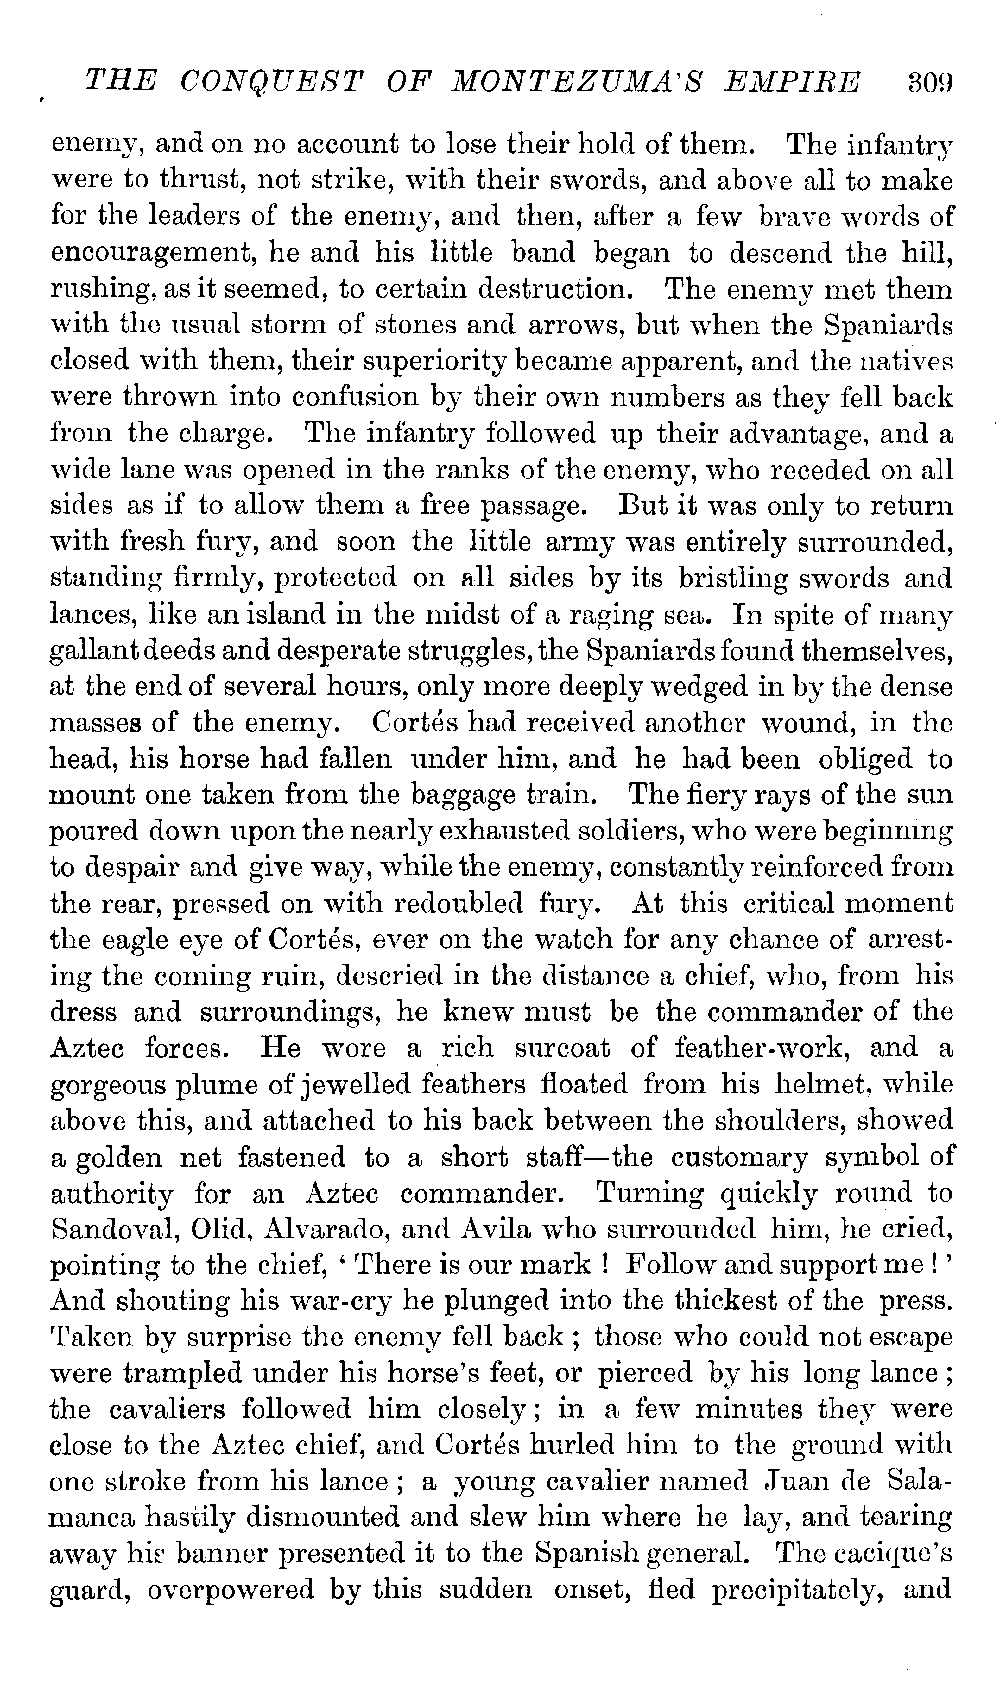 THE CONQUEST OF MONTEZUMA'S EMPIRE 309
enemy, and on no account to lose their hold of them. The infantry
were to thrust, not strike, with their swords, and above all to make
for the leaders of the enemy, and then, after a few brave words of
encouragement, he and his little band began to descend the hill,
rushing, as it seemed, to certain destruction. The enemy met them
with the usual storm of stones and arrows, but when the Spaniards
closed with them, their superiority became apparent, and the natives
were thrown into confusion by their own numbers as they fell back
from the charge. The infantry followed up their advantage, and a
wide lane was opened in the ranks of the enemy, who receded on all
sides as if to allow them a free passage. But it was only to return
with fresh fury, and soon the little army was entirely surrounded,
standing firmly, protected on all sides by its bristling swords and
lances, like an island in the midst of a raging sea. In spite of many
gallant deeds and desperate struggles, the Spaniards found themselves,
at the end of several hours, only more deeply wedged in by the dense
masses of the enemy. Cortés had received another wound, in the
head, his horse had fallen under him, and he had been obliged to
mount one taken from the baggage train. The fiery rays of the sun
poured down upon the nearly exhausted soldiers, who were beginning
to despair and give way, while the enemy, constantly reinforced from
the rear, pressed on with redoubled fury. At this critical moment
the eagle eye of Cortés, ever on the watch for any chance of arrest-
ing the coming ruin, descried in the distance a chief, who, from his
dress and surroundings, he knew must be the commander of the
Aztec forces. He wore a rich surcoat of feather-work, and a
gorgeous plume of jewelled feathers floated from his helmet, while
above this, and attached to his back between the shoulders, showed
a golden net fastened to a short staff—the customary symbol of
authority for an Aztec commander. Turning quickly round to
Sandoval, Olid, Alvarado, and Avila who surrounded him, he cried,
pointing to the chief, ‘ There is our mark ! Follow and support me ! ’
And shouting his war-cry he plunged into the thickest of the press.
Taken by surprise the enemy fell back ; those who could not escape
were trampled under his horse's feet, or pierced by his long lance ;
the cavaliers followed him closely ; in a few minutes they were
close to the Aztec chief, and Cortés hurled him to the ground with
one stroke from his lance ; a young cavalier named Juan de Sala-
manca hastily dismounted and slew him where he lay, and tearing
away his banner presented it to the Spanish general. The cacique's
guard, overpowered by this sudden onset, fled precipitately, and